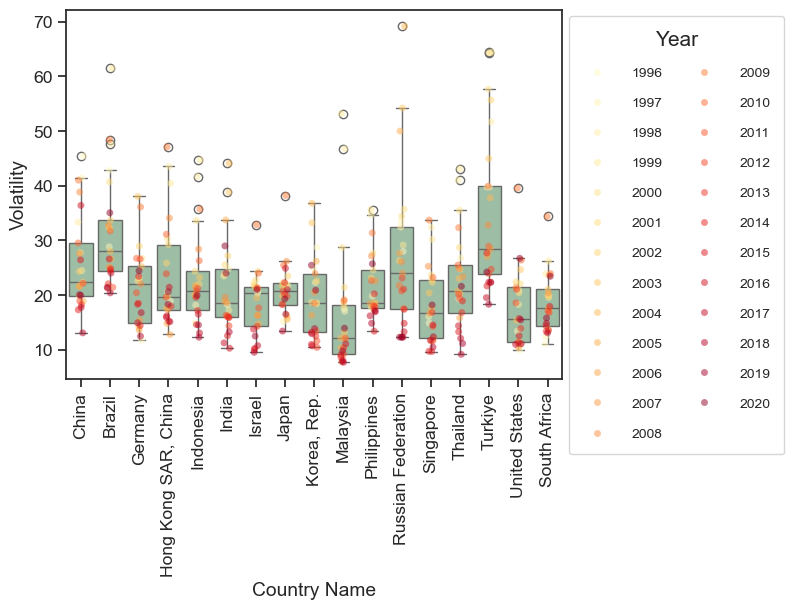 70
60
50
40
30
20
10
Volatility
China
Brazil
Germany
Hong Kong SAR, China
Indonesia
India
Israel
Japan
Korea, Rep.
Malaysia
Philippines
Russian Federation
Singapore
Thailand
Turkiye
United States
South Africa
Country Name
Year
1996
1997
1998
1999
2000
2001
2002
2003
2004
2005
2006
2007
2008
2009
2010
2011
2012
2013
2014
2015
2016
2017
2018
2019
2020